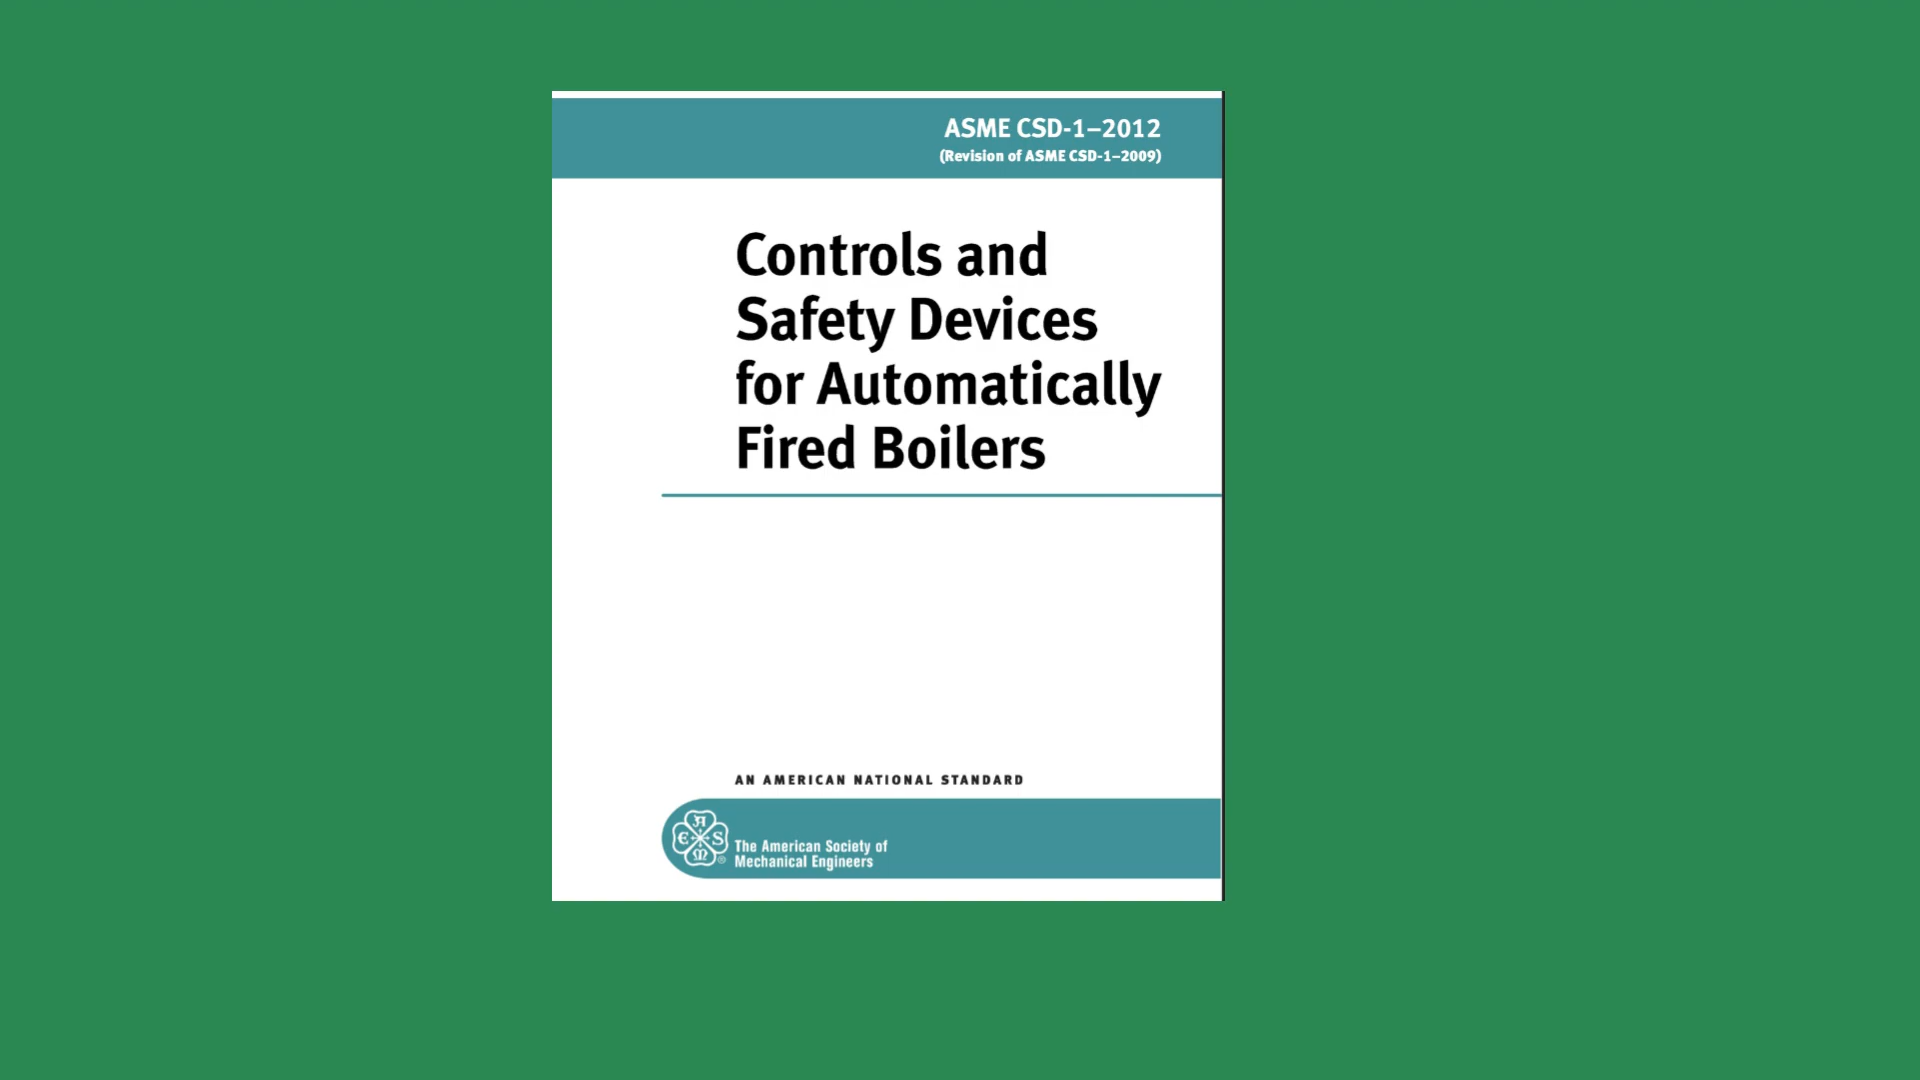 ASME CSD-1–2012
(Revision of ASME CSD-1–2009)
Controls and
Safety Devices
for Automatically
Fired Boilers
AN AMERICAN NATIONAL STANDARD
A
E S
M ®
The American Society of
Mechanical Engineers